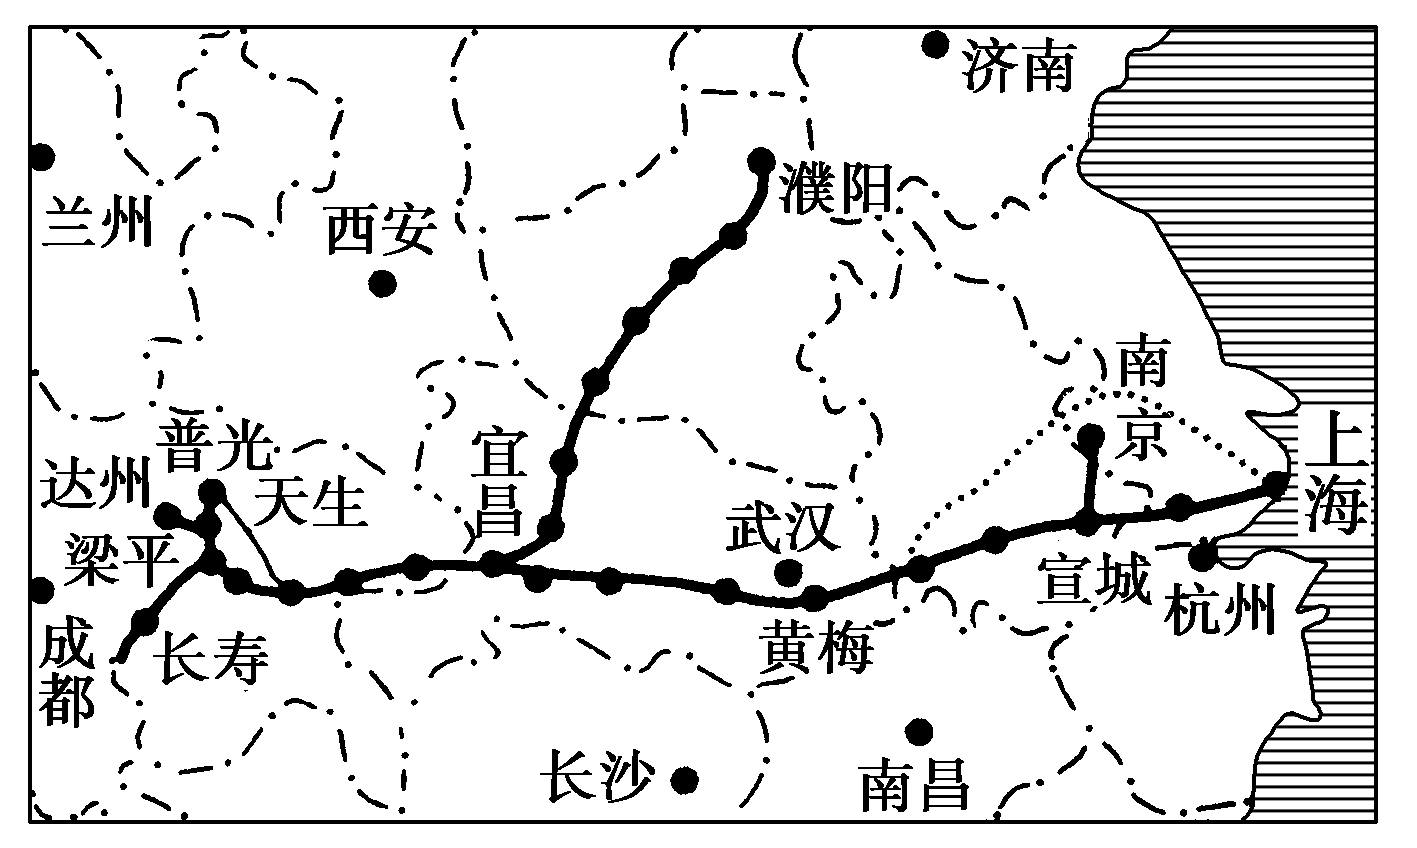 济南
濮阳
兰州
西安
南京
普光
宜昌
上海
达州
天生
武汉
梁平
宣城
杭州
成都
长寿
黄梅
长沙
南昌